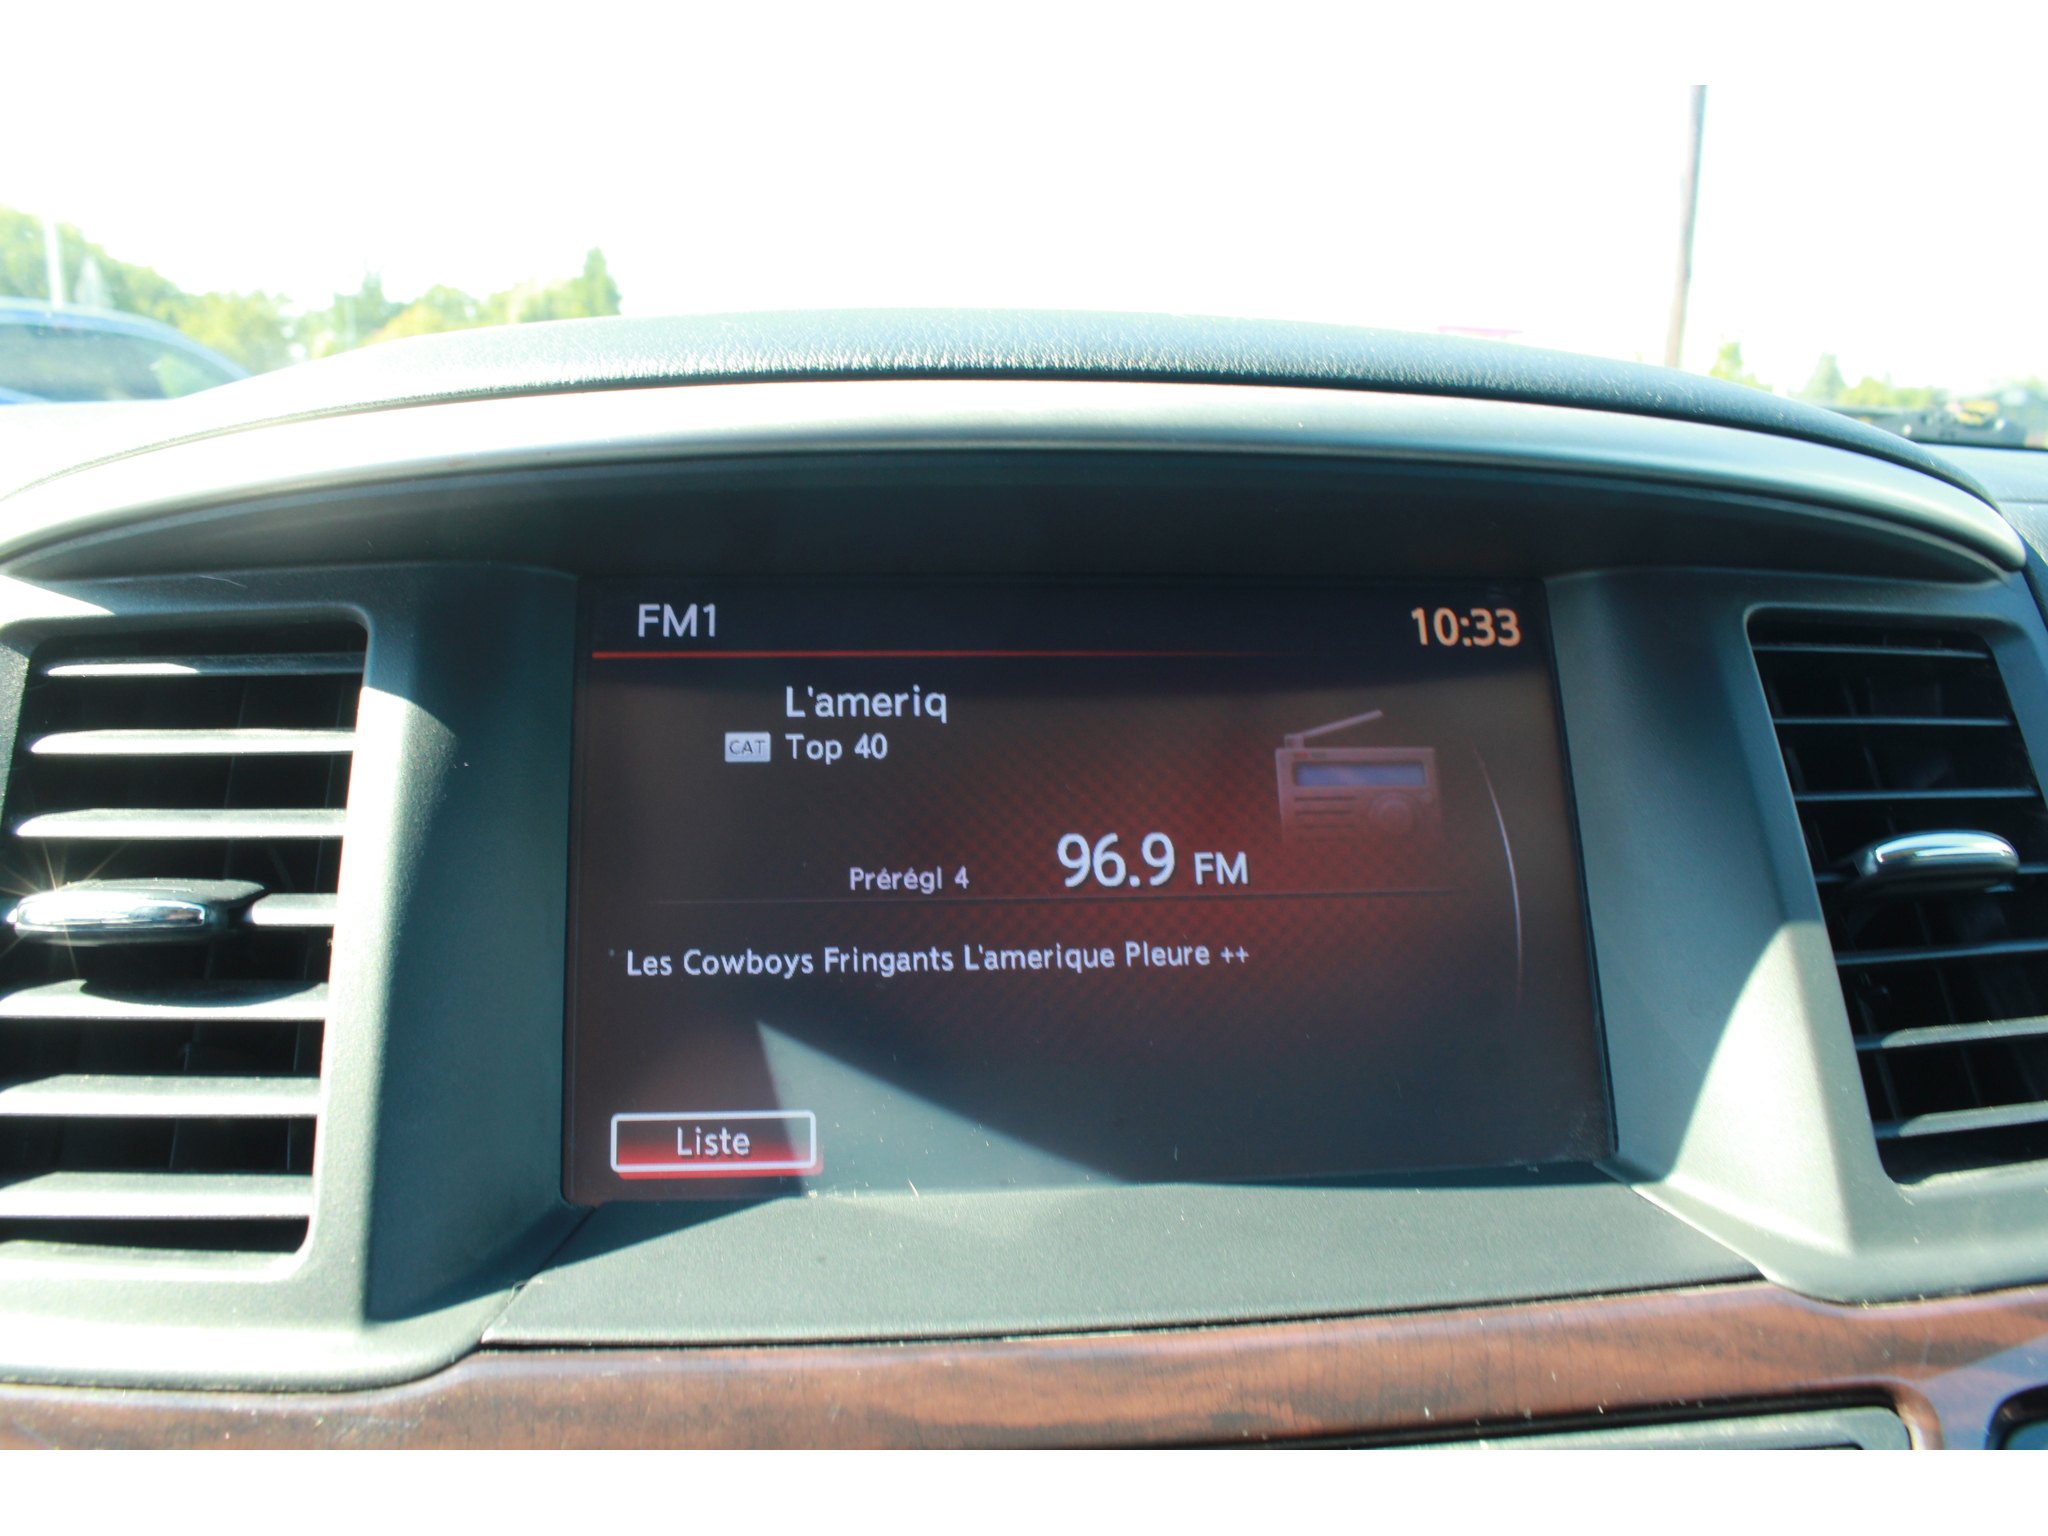 FM1
10:33
L'ameriq
CAT Top 40
Prérégl 4 96.9 FM
Les Cowboys Fringants L'amerique Pleure ++
Liste